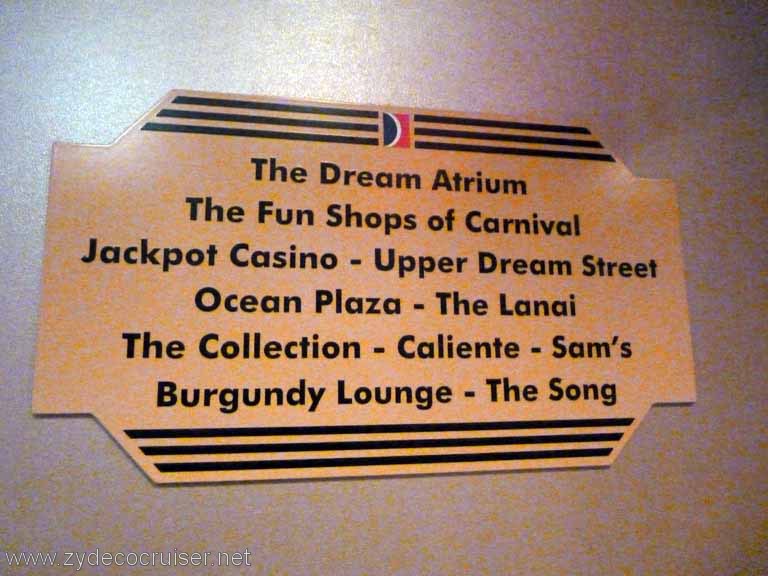 The Dream Atrium
The Fun Shops of Carnival
Jackpot Casino - Upper Dream Street
Ocean Plaza - The Lanai
The Collection - Caliente - Sam's
Burgundy Lounge - The Song
www.zydecocruiser.net